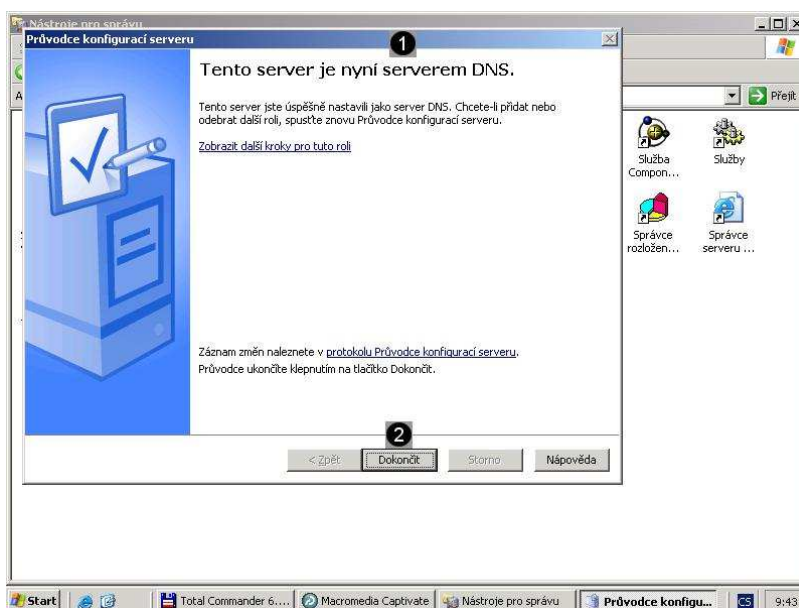 Nástroje pro správu
Průvodce konfigurací serveru
1
Tento server je nyní serverem DNS.
Tento server jste úspěšně nastavili jako server DNS. Chcete-li přidat nebo
odebrat další roli, spusťte znovu Průvodce konfigurací serveru.
Zobrazit další kroky pro tuto roli
Záznam změn naleznete v protokolu Průvodce konfigurací serveru.
Průvodce ukončíte klepnutím na tlačítko Dokončit.
2
< Zpět
Dokončit
Storno
Nápověda
Přejít
Služba
Compon...
Služby
Správce
rozložen...
Správce
serveru ...
Start
Total Commander 6....
Macromedia Captivate
Nástroje pro správu
Průvodce konfigu...
CS
9:43